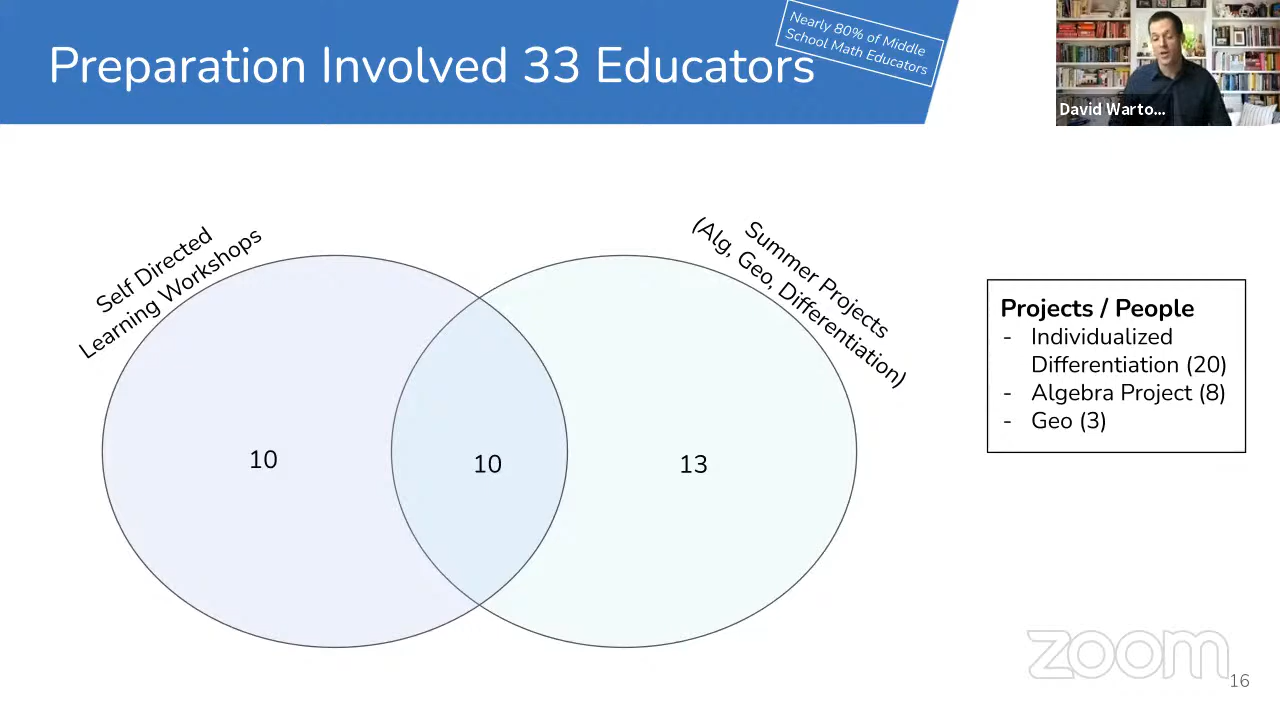 Preparation Involved 33 Educators
Nearly 80% of Middle
School Math Educators
David Warto...
Self Directed
Learning Workshops
Summer Projects
(Alg, Geo, Differentiation)
10
10
13
Projects / People
- Individualized
Differentiation (20)
- Algebra Project (8)
- Geo (3)
zoom
16